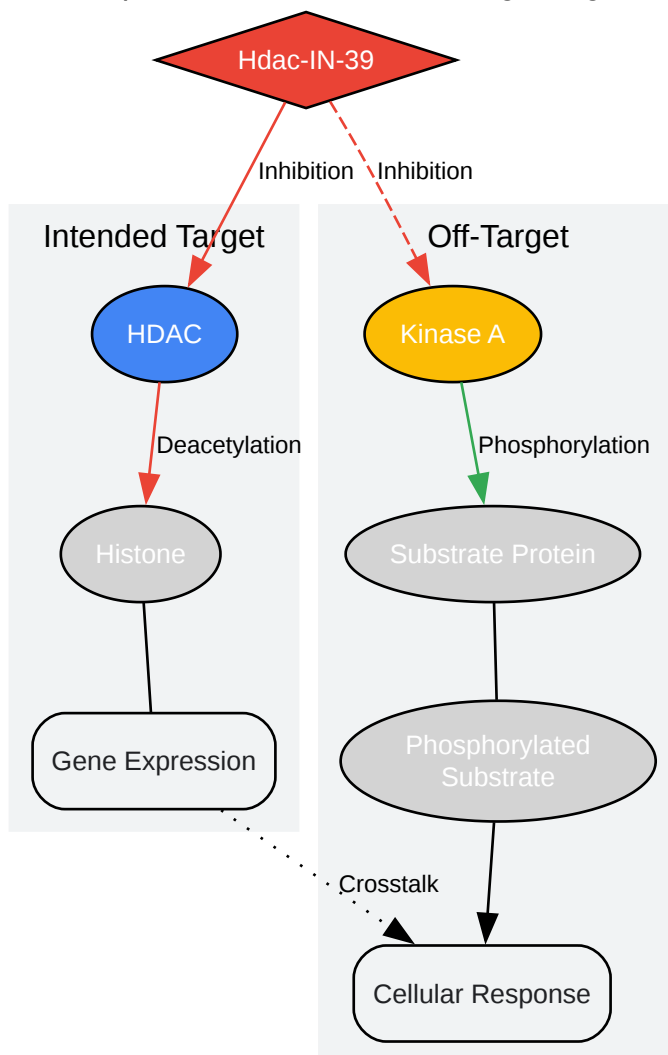 Hdac-IN-39
Inhibition
Inhibition
Intended Target
Off-Target
HDAC
Kinase A
Deacetylation
Phosphorylation
Histone
Substrate Protein
Gene Expression
Phosphorylated
Substrate
Crosstalk
Cellular Response